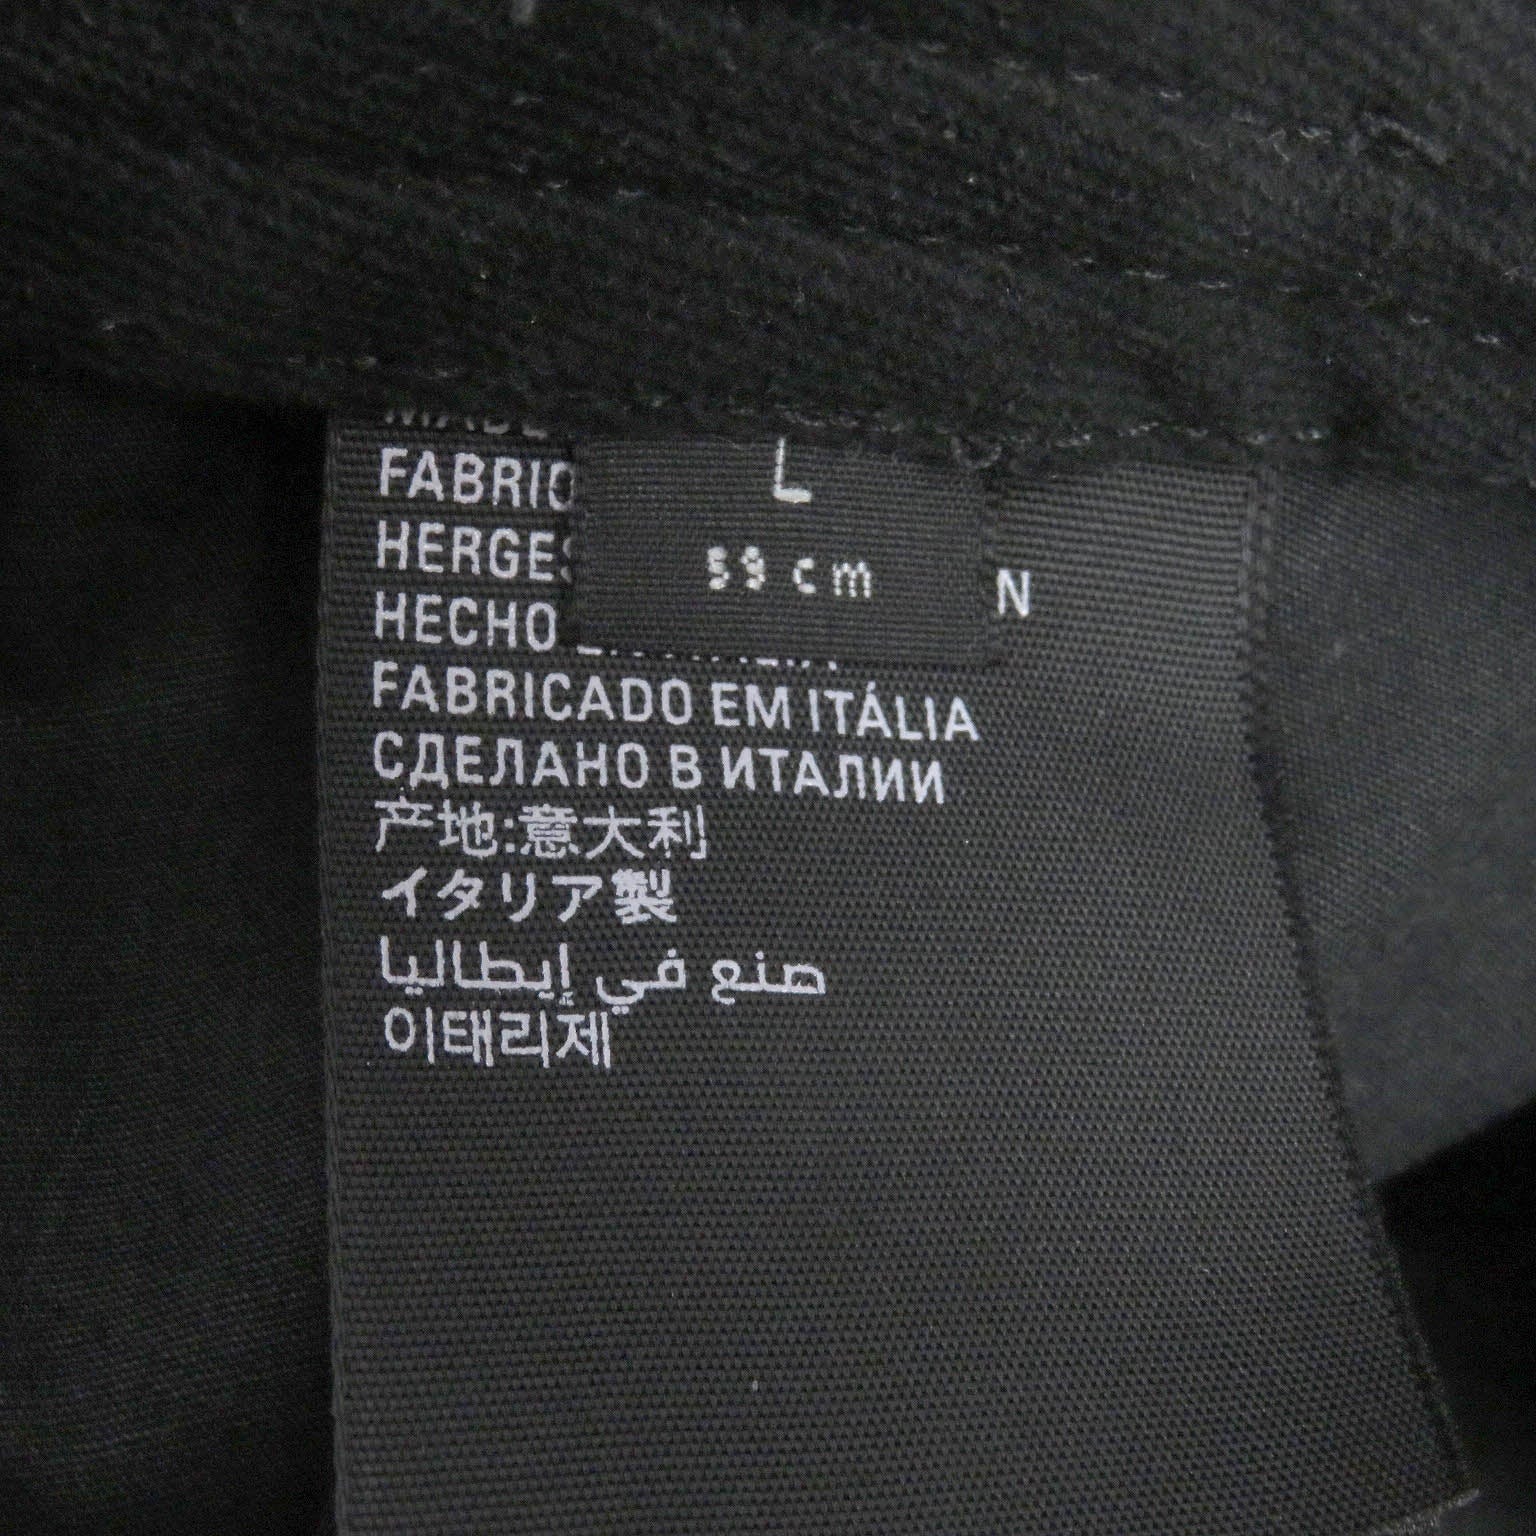 L
59 cm
FABRIC
HERGES
N
HECHO
FABRICADO EM ITÁLIA
СДЕЛАНО В ИТАЛИИ
产地:意大利
イタリア製
صنع في إيطاليا
이태리제